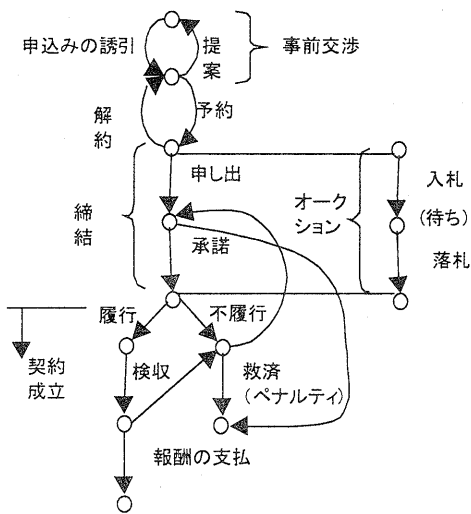 申込みの誘引
提
案
事前交渉
解
約
予約
申し出
締
結
承諾
オーク
ション
入札
(待ち)
落札
履行
不履行
契約
成立
検収
救済
(ペナルティ)
報酬の支払